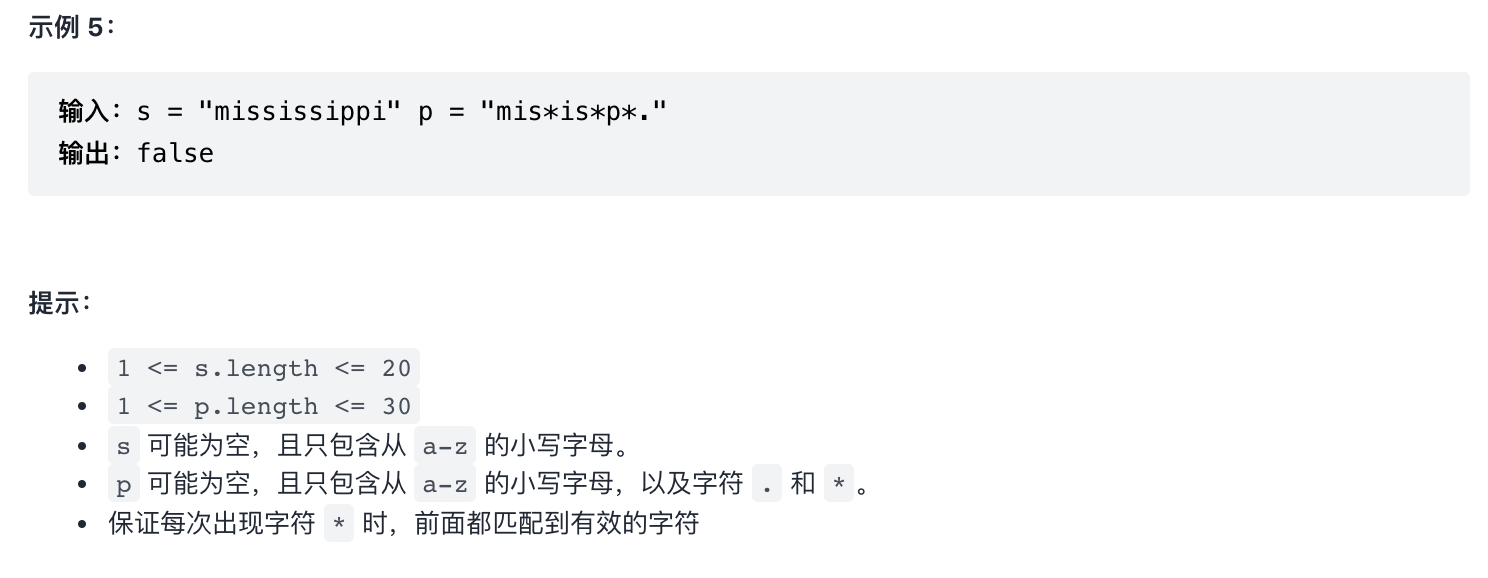 示例 5：
输入：s = "mississippi" p = "mis*is*p*."
输出：false
提示：
1 <= s.length <= 20
1 <= p.length <= 30
s 可能为空，且只包含从 a-z 的小写字母。
p 可能为空，且只包含从 a-z 的小写字母，以及字符 . 和 *。
保证每次出现字符 * 时，前面都匹配到有效的字符